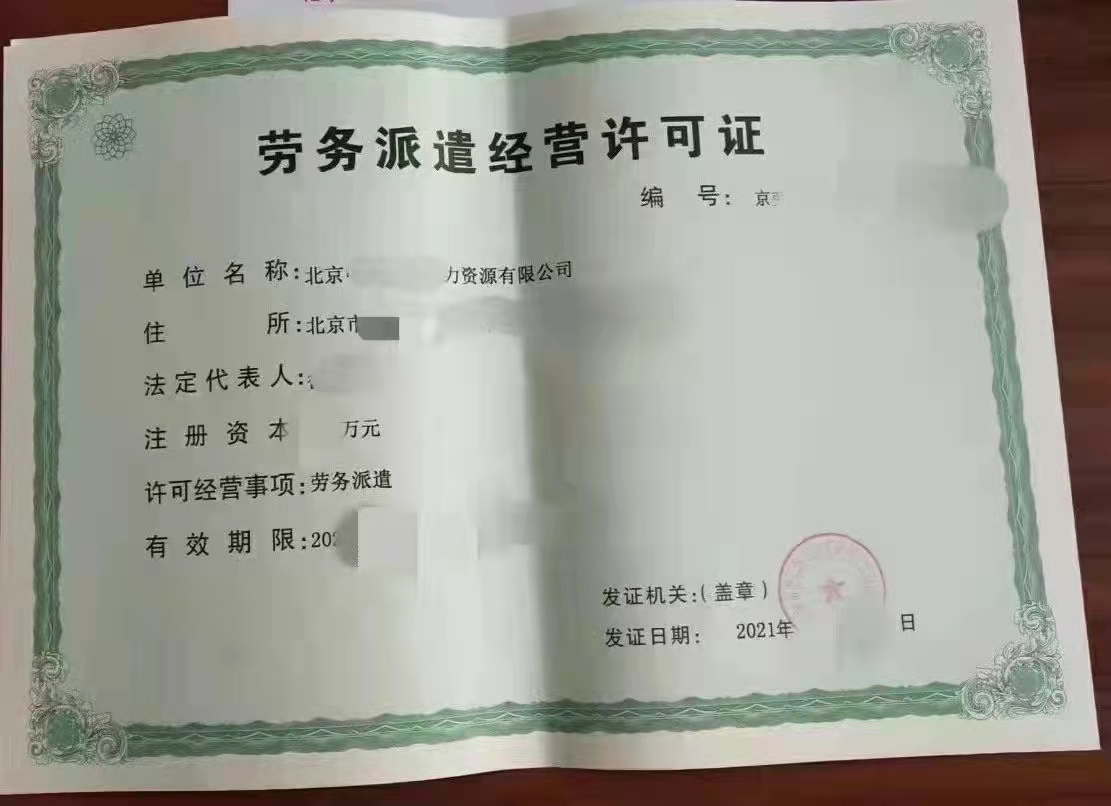 劳务派遣经营许可证
编 号: 京
单位名称:北京 力资源有限公司
住 所:北京市
法定代表人:
注册资本 万元
许可经营事项:劳务派遣
有效期限:202
发证机关:(盖章)
发证日期: 2021年 日